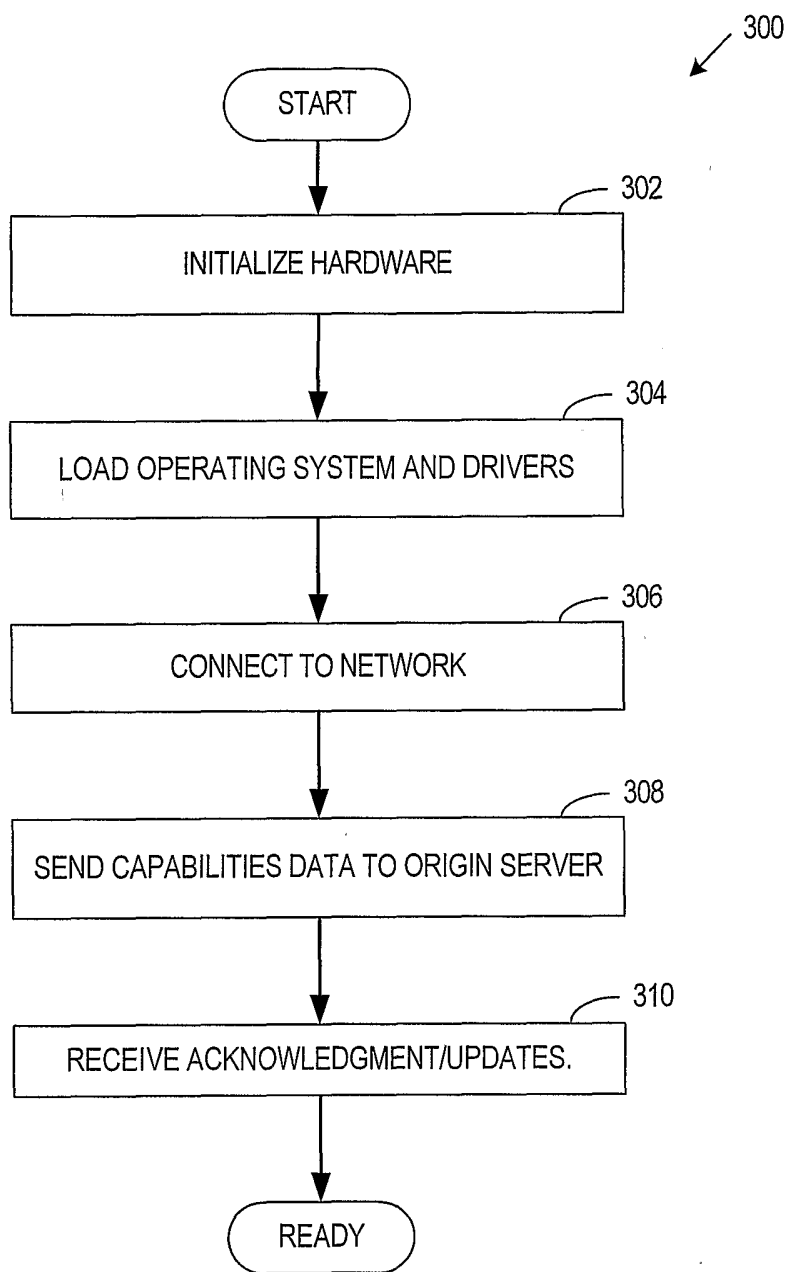 300
START
302
INITIALIZE HARDWARE
304
LOAD OPERATING SYSTEM AND DRIVERS
306
CONNECT TO NETWORK
308
SEND CAPABILITIES DATA TO ORIGIN SERVER
310
RECEIVE ACKNOWLEDGMENT/UPDATES.
READY